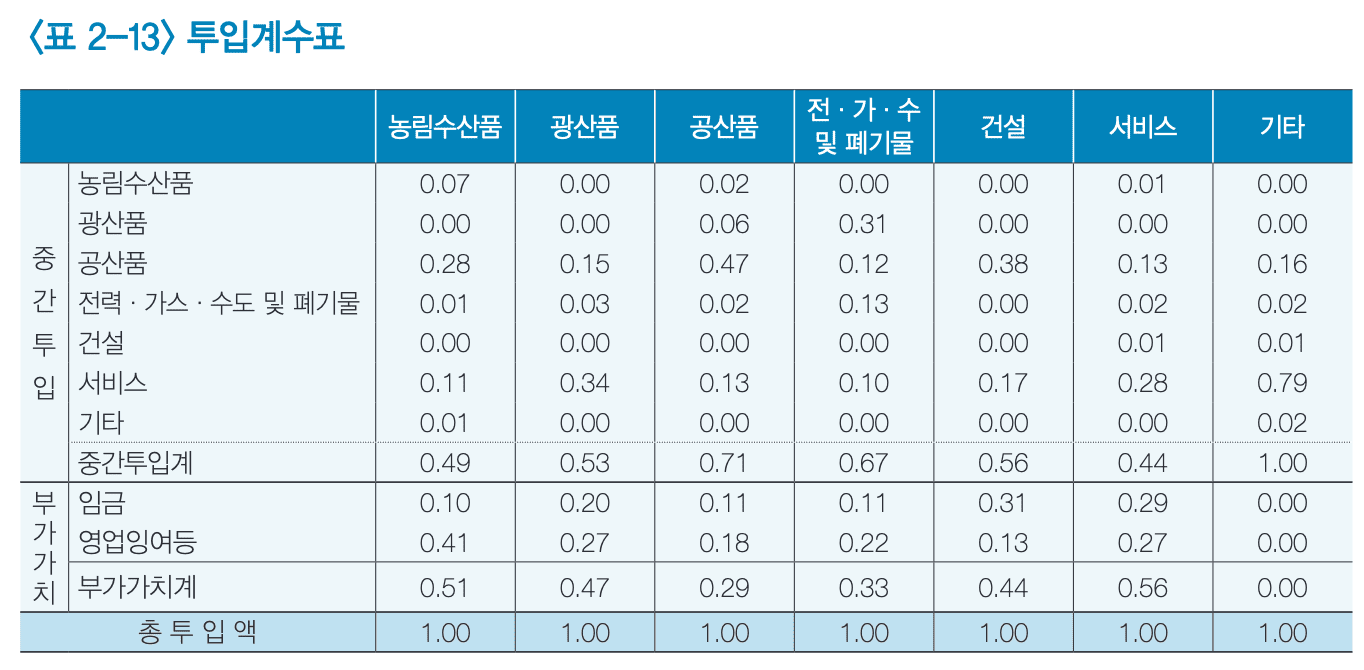 〈표 2-13〉 투입계수표
농림수산품 광산품 공산품 전·가·수 및 폐기물 건설 서비스 기타
중간투입
농림수산품 0.07 0.00 0.02 0.00 0.00 0.01 0.00
광산품 0.00 0.00 0.06 0.31 0.00 0.00 0.00
공산품 0.28 0.15 0.47 0.12 0.38 0.13 0.16
전력·가스·수도 및 폐기물 0.01 0.03 0.02 0.13 0.00 0.02 0.02
건설 0.00 0.00 0.00 0.00 0.00 0.01 0.01
서비스 0.11 0.34 0.13 0.10 0.17 0.28 0.79
기타 0.01 0.00 0.00 0.00 0.00 0.00 0.02
중간투입계 0.49 0.53 0.71 0.67 0.56 0.44 1.00
부가가치
임금 0.10 0.20 0.11 0.11 0.31 0.29 0.00
영업잉여등 0.41 0.27 0.18 0.22 0.13 0.27 0.00
부가가치계 0.51 0.47 0.29 0.33 0.44 0.56 0.00
총 투 입 액 1.00 1.00 1.00 1.00 1.00 1.00 1.00